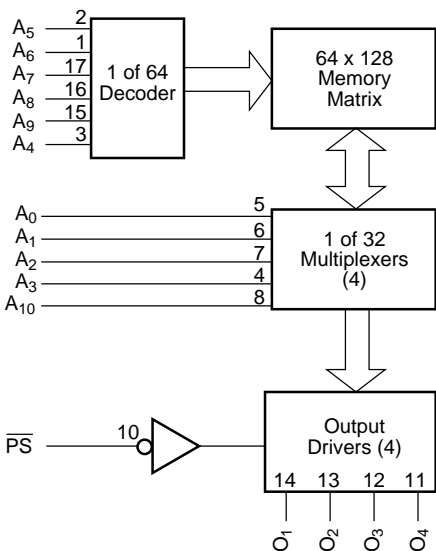 A5 2
A6 1
A7 17
A8 16
A9 15
A4 3
1 of 64
Decoder
64 x 128
Memory
Matrix
A0 5
A1 6
A2 7
A3 4
A10 8
1 of 32
Multiplexers
(4)
PS 10
Output
Drivers (4)
14 13 12 11
O1 O2 O3 O4